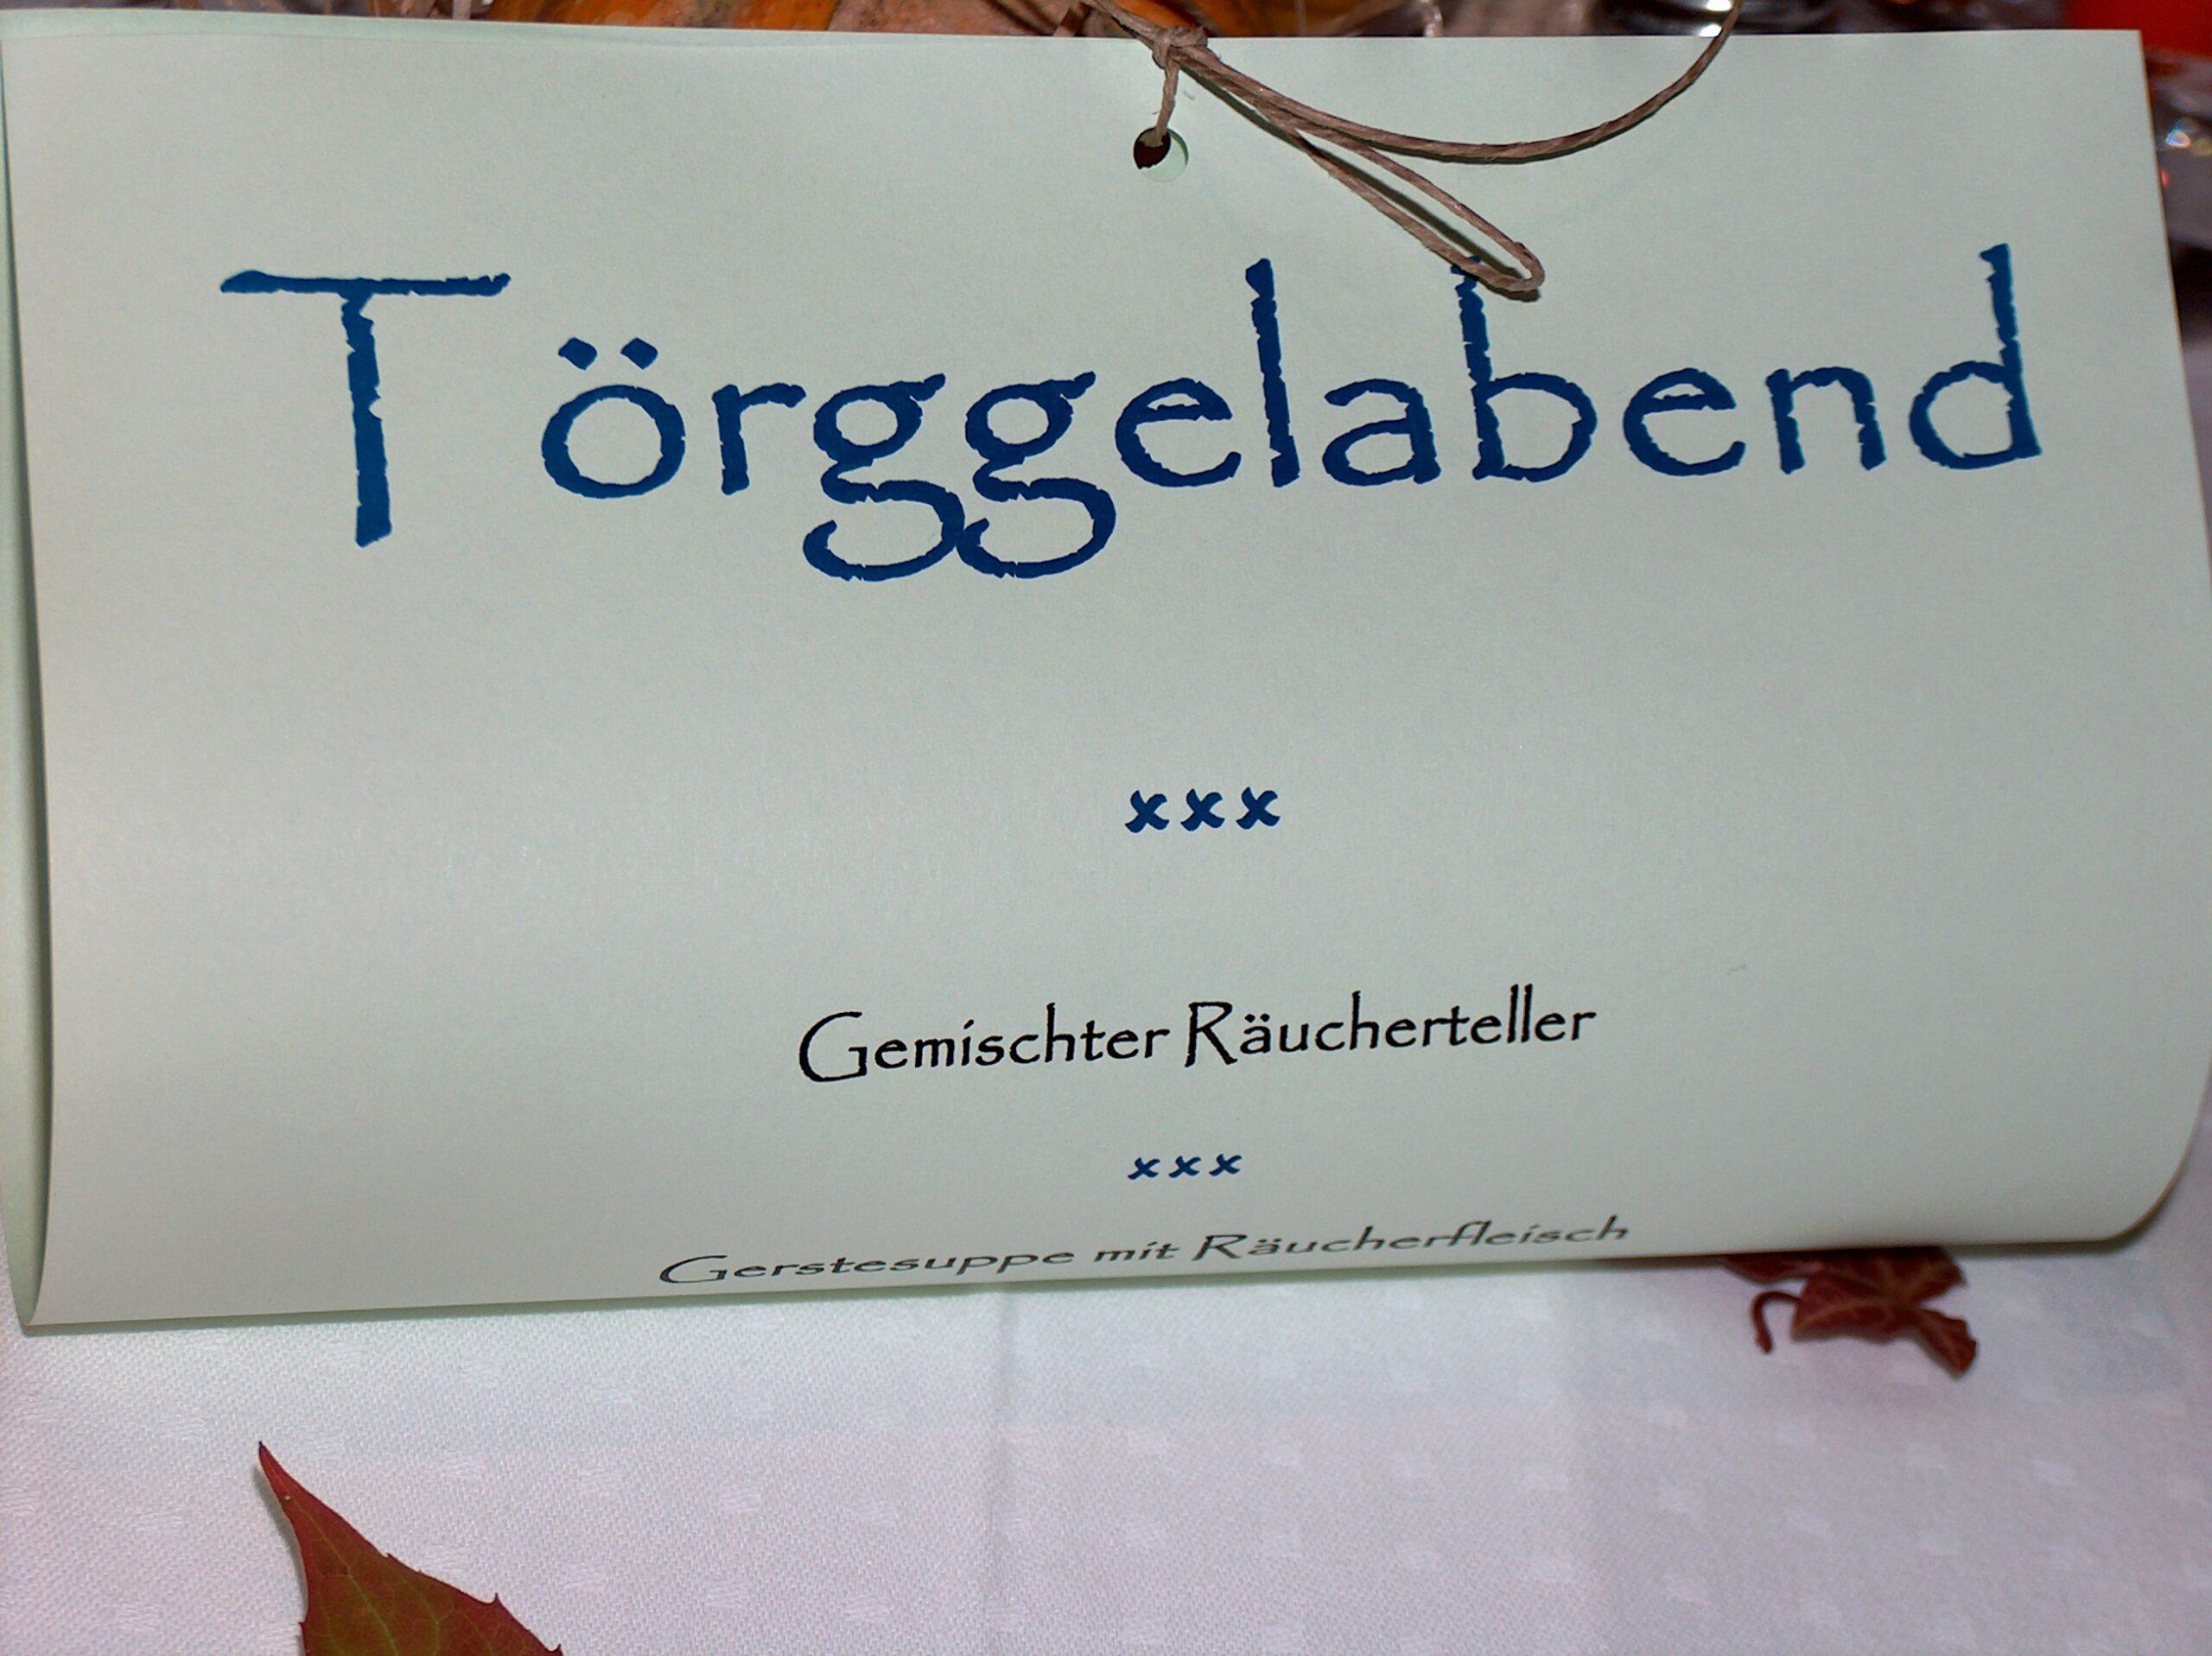 Törggelabend
xxx
Gemischter Räucherteller
xxx
Gerstesuppe mit Räucherfleisch